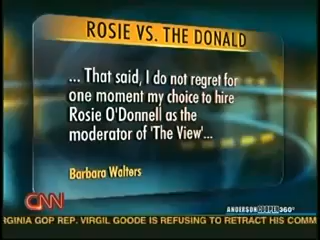 ROSIE VS. THE DONALD
... That said, I do not regret for
one moment my choice to hire
Rosie O'Donnell as the
moderator of 'The View'...
Barbara Walters
CNN
ANDERSON COOPER 360°
RGINIA GOP REP. VIRGIL GOODE IS REFUSING TO RETRACT HIS COMM